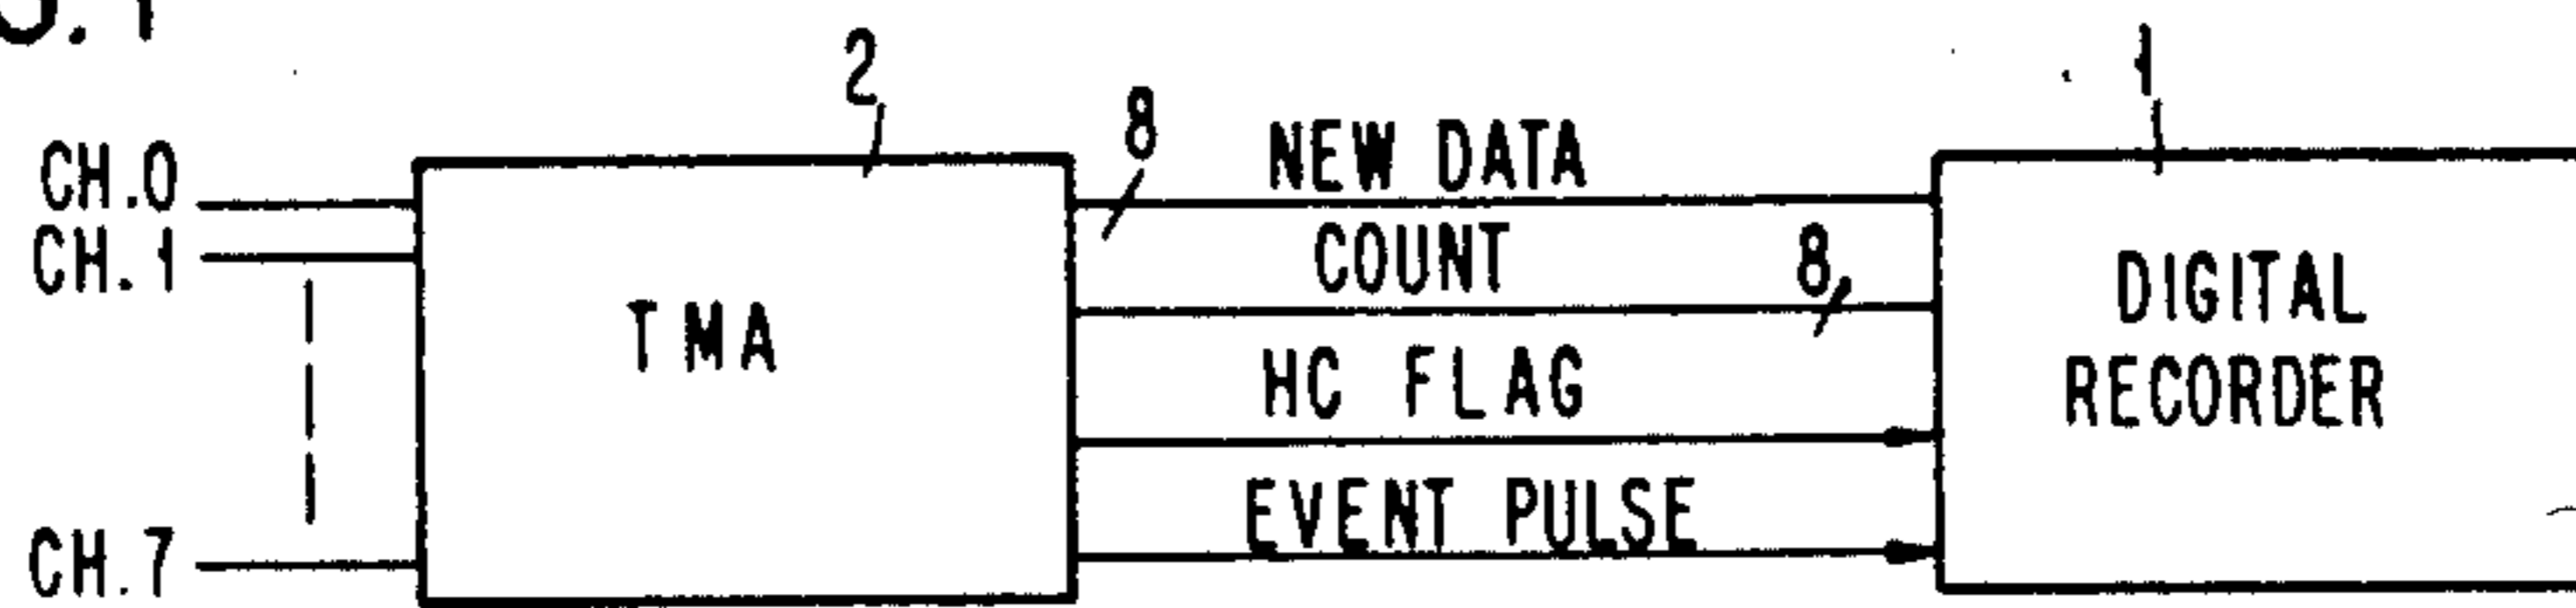 2 1
8
CH.0 NEW DATA
CH.1 COUNT 8 DIGITAL
TMA HC FLAG RECORDER
EVENT PULSE
CH.7